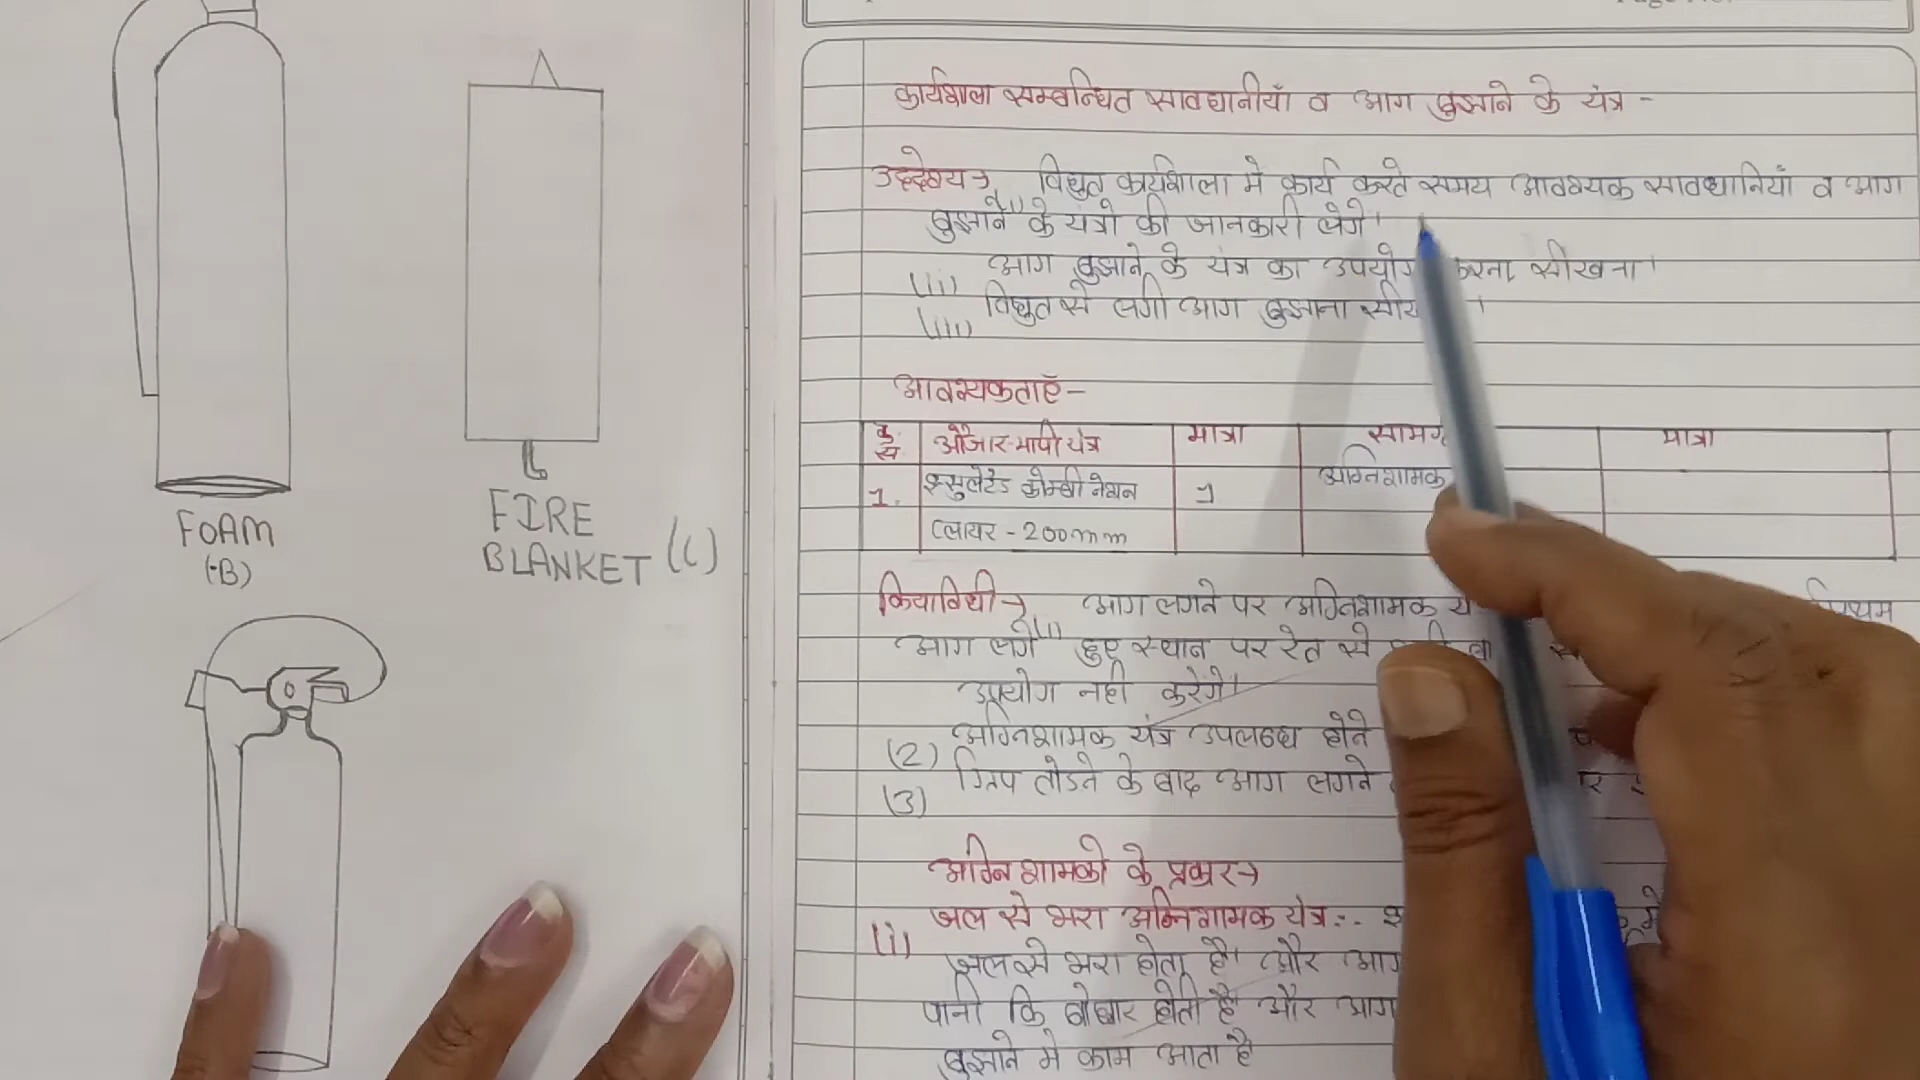 FOAM
(B)
FIRE
BLANKET (C)
कार्यशाला सम्बन्धित सावधानीयाँ व आग बुझाने के यंत्र -
उद्देश्य → (i) विधुत कार्यशाला मे कार्य करते समय आवश्यक सावधानियाँ व आग
बुझाने के यंत्रो की जानकारी लेगे।
(ii) आग बुझाने के यंत्र का उपयोग करना सीखना।
(iii) विधुत से लगी आग बुझाना
आवश्यकताएँ -
क्र.सं. औजार-मापी यंत्र मात्रा मात्रा
1. इन्सुलेटेड कोम्बीनेशन 1 अग्निशामक
प्लायर - 200mm
क्रियाविधी → (1) आग लगने पर अग्निशामक
आग लगे हुए स्थान पर रेत से
उपयोग नही करेंगे।
(2) अग्निशामक यंत्र उपलब्ध होने
(3) के बाद आग लगने
अग्नि शामको के प्रकार →
(i) जल से भरा अग्निशामक यंत्र :-
जल से भरा होता है। और
पानी कि बोछार होती है और
बुझाने मे काम आता है